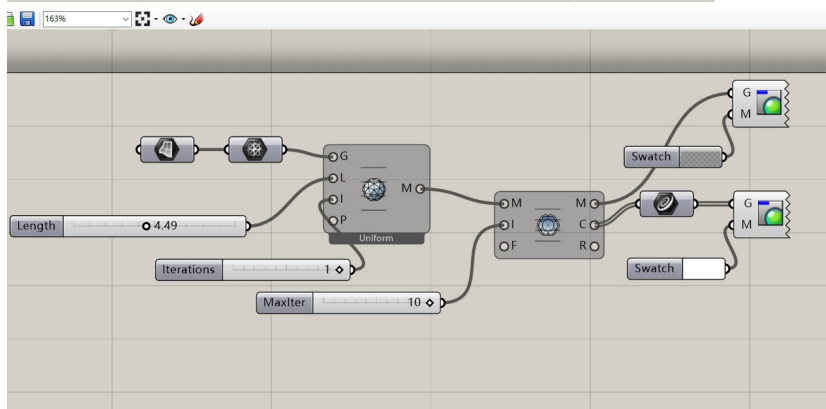 163%
G
M
Swatch
G
L
M
I
P
Uniform
Length
4.49
Iterations
1
MaxIter
10
M
M
I
C
F
R
G
M
Swatch